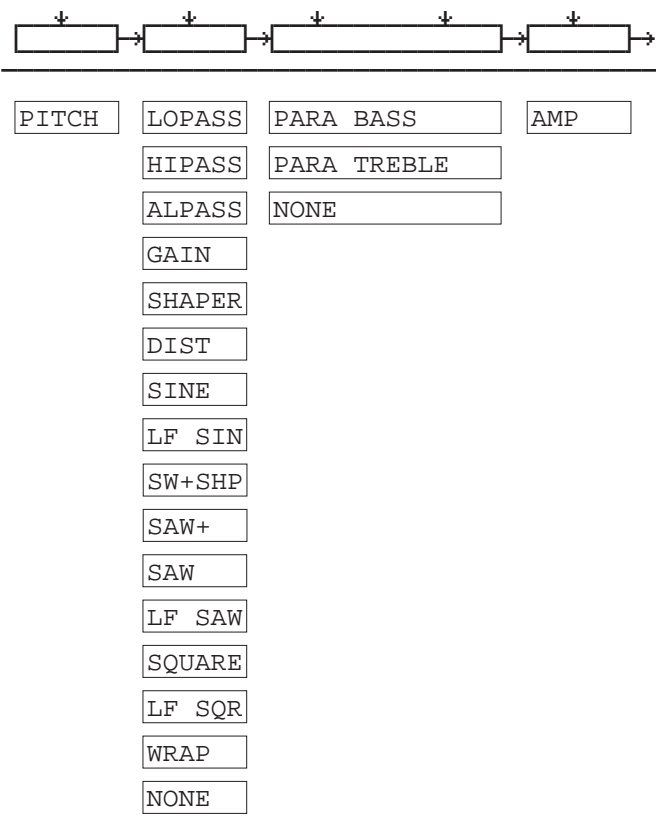 PITCH LOPASS PARA BASS AMP
HIPASS PARA TREBLE
ALPASS NONE
GAIN
SHAPER
DIST
SINE
LF SIN
SW+SHP
SAW+
SAW
LF SAW
SQUARE
LF SQR
WRAP
NONE